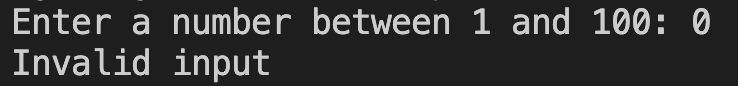 Enter a number between 1 and 100: 0
Invalid input